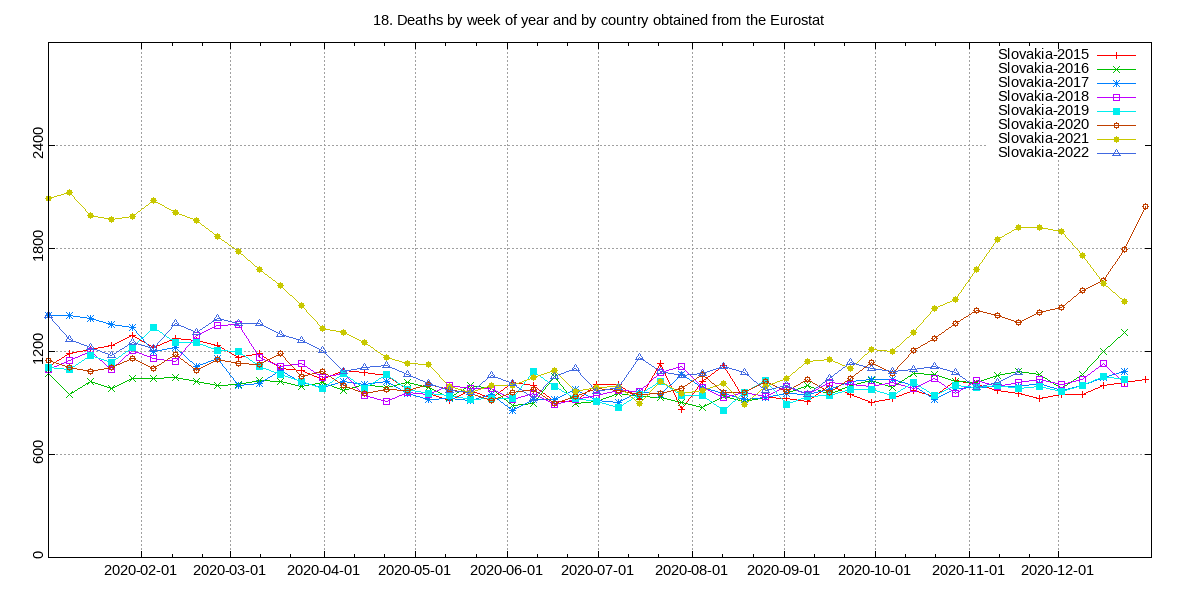 18. Deaths by week of year and by country obtained from the Eurostat
Slovakia-2015
Slovakia-2016
Slovakia-2017
Slovakia-2018
Slovakia-2019
Slovakia-2020
Slovakia-2021
Slovakia-2022
2400
1800
1200
600
0
2020-02-01 2020-03-01 2020-04-01 2020-05-01 2020-06-01 2020-07-01 2020-08-01 2020-09-01 2020-10-01 2020-11-01 2020-12-01